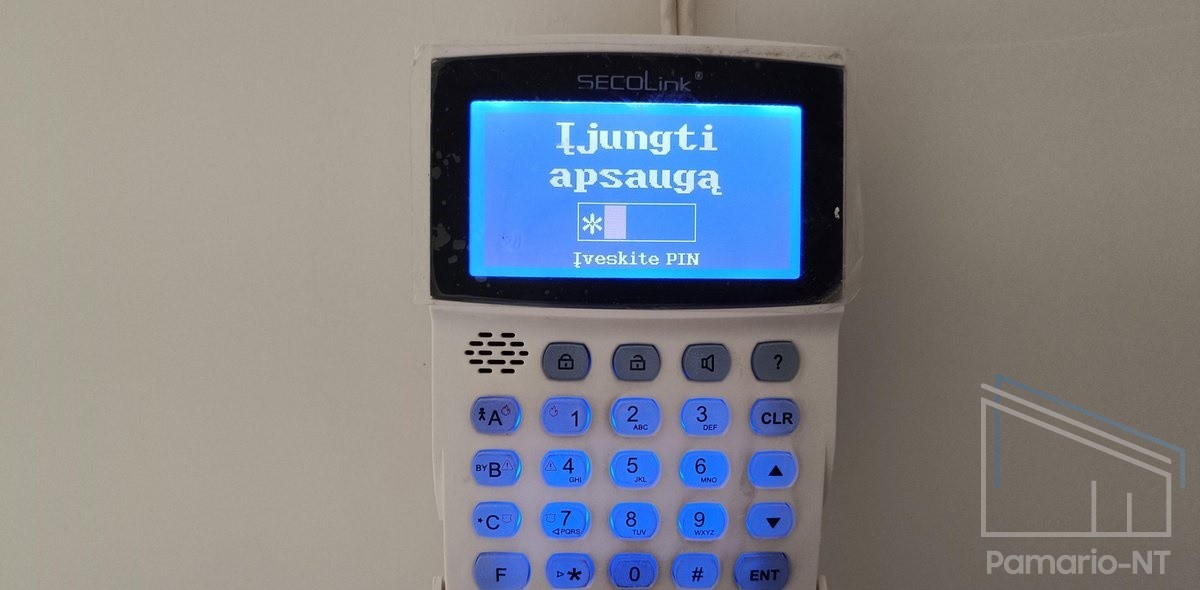 SECOLink®
Įjungti
apsaugą
*
Įveskite PIN
?
A 1 2 ABC 3 DEF CLR
BY B 4 GHI 5 JKL 6 MNO
C 7 PQRS 8 TUV 9 WXYZ
F * 0 # ENT
Pamario-NT